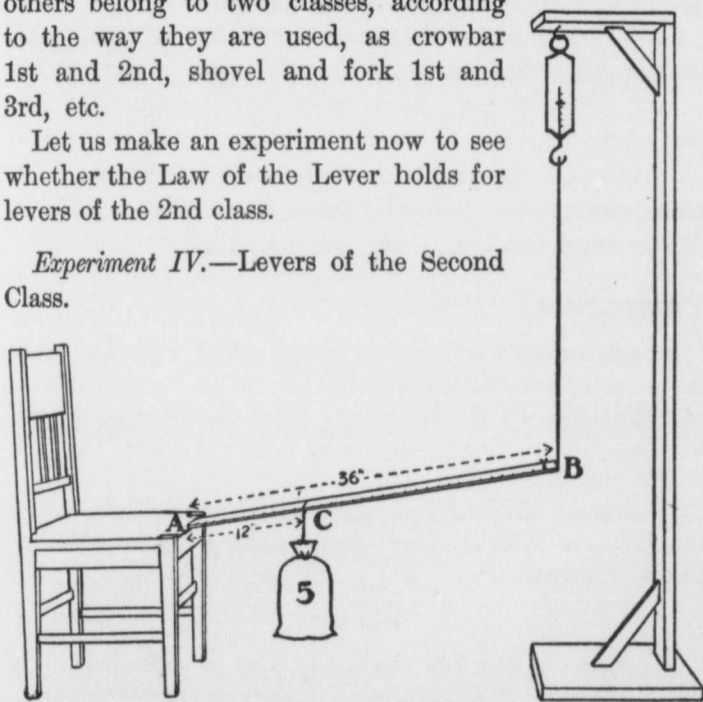 others belong to two classes, according
to the way they are used, as crowbar
1st and 2nd, shovel and fork 1st and
3rd, etc.
Let us make an experiment now to see
whether the Law of the Lever holds for
levers of the 2nd class.
Experiment IV.—Levers of the Second
Class.
36"
B
A
12"
C
5